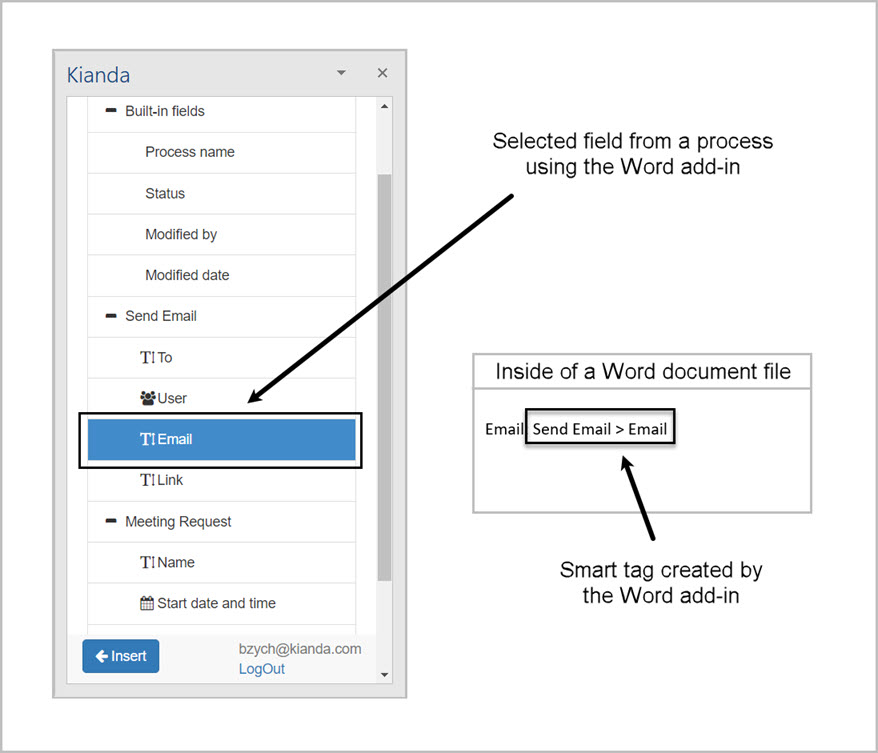 Kianda
Built-in fields
Process name
Status
Modified by
Modified date
Send Email
To
User
Email
Link
Meeting Request
Name
Start date and time
Insert
bzych@kianda.com
LogOut
Selected field from a process
using the Word add-in
Inside of a Word document file
Email Send Email > Email
Smart tag created by
the Word add-in